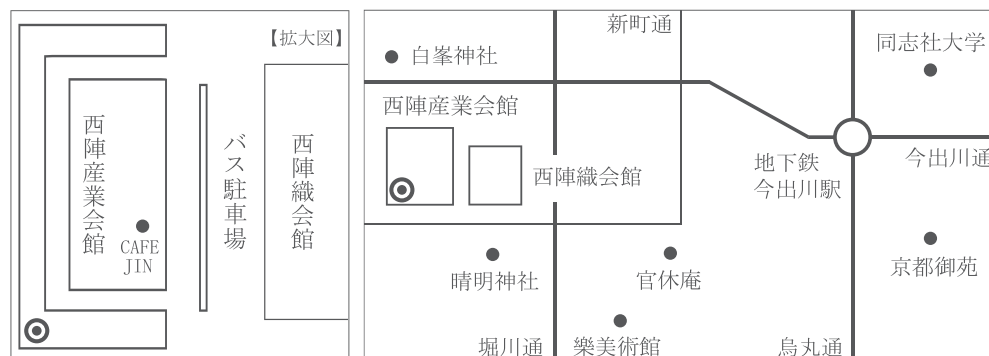 【拡大図】
西陣産業会館
CAFE
JIN
バス駐車場
西陣織会館
新町通
白峯神社
同志社大学
西陣産業会館
西陣織会館
地下鉄
今出川駅
今出川通
晴明神社
官休庵
京都御苑
堀川通
樂美術館
烏丸通